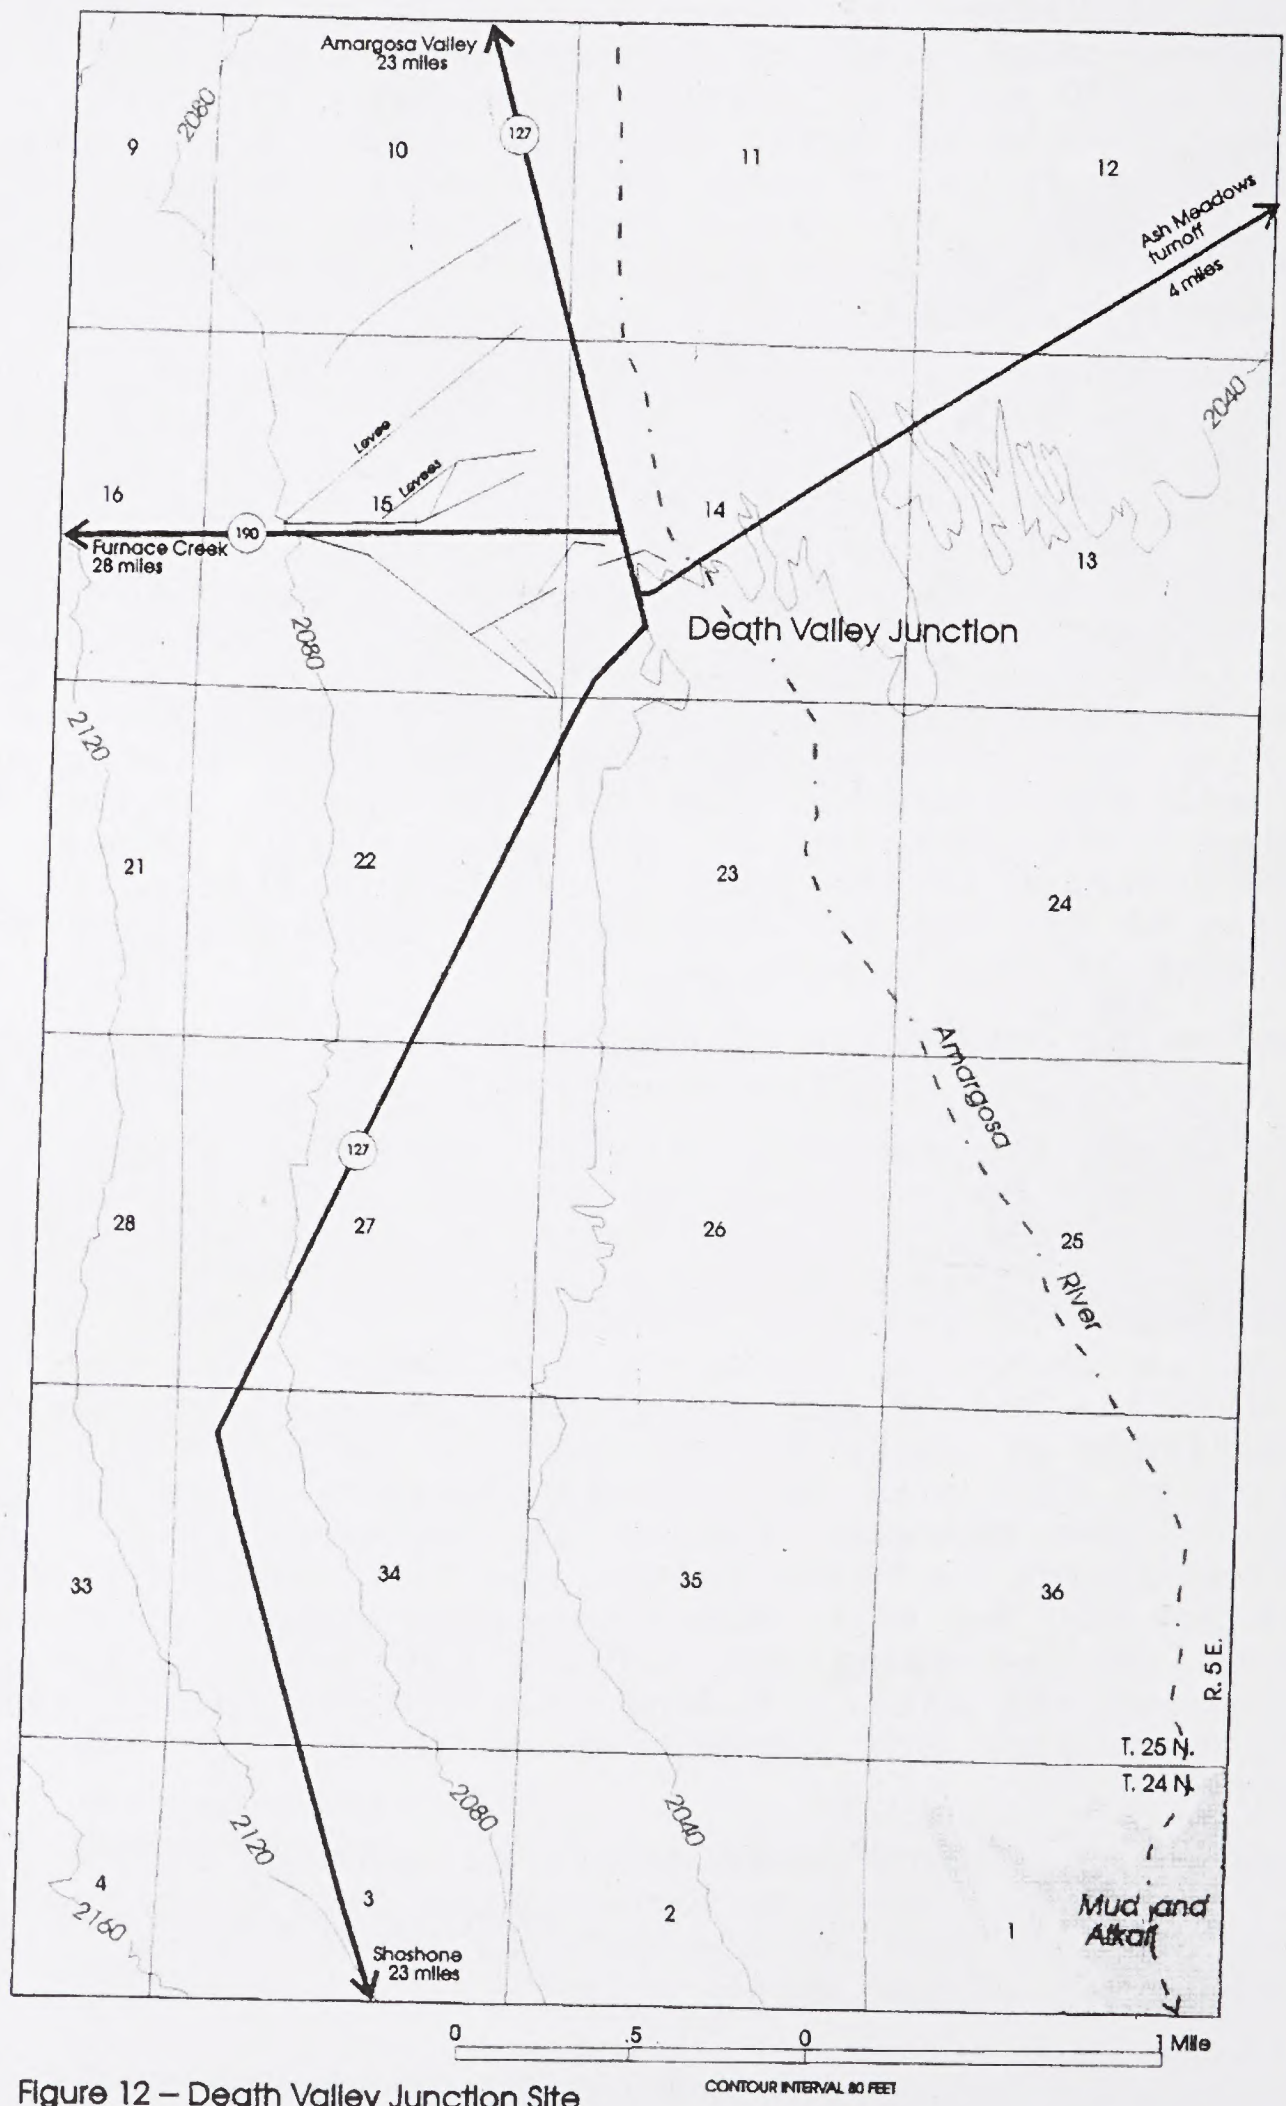 Amargosa Valley
23 miles
2080
127
9
10
11
12
Ash Meadows
turnoff
4 miles
2040
Levee
Levees
16
15
14
13
190
Furnace Creek
28 miles
Death Valley Junction
2080
2120
21
22
23
24
Amargosa
River
127
28
27
26
25
33
34
35
36
R. 5 E.
T. 25 N.
T. 24 N.
2120
2080
2040
4
3
2
1
2160
Mud and
Alkali
Shoshone
23 miles
0 .5 0 1 Mile
CONTOUR INTERVAL 80 FEET
Figure 12 – Death Valley Junction Site